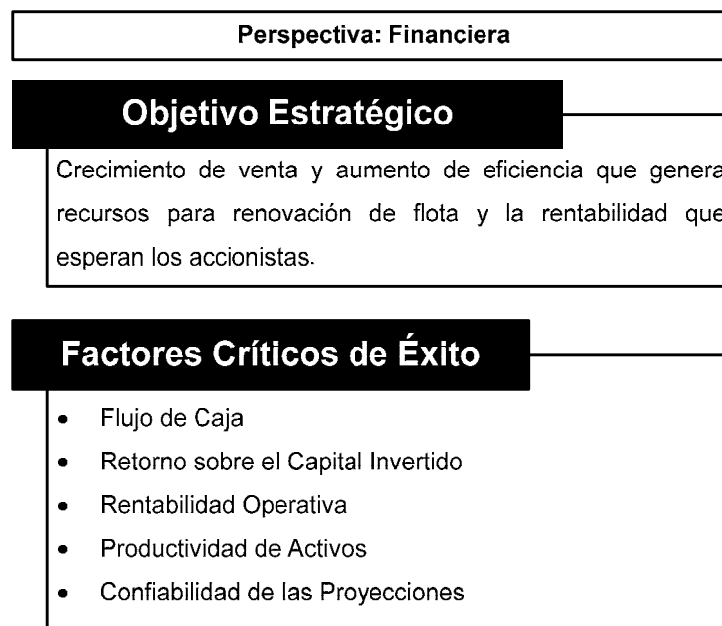 Perspectiva: Financiera
Objetivo Estratégico
Crecimiento de venta y aumento de eficiencia que genera
recursos para renovación de flota y la rentabilidad que
esperan los accionistas.
Factores Críticos de Éxito
• Flujo de Caja
• Retorno sobre el Capital Invertido
• Rentabilidad Operativa
• Productividad de Activos
• Confiabilidad de las Proyecciones